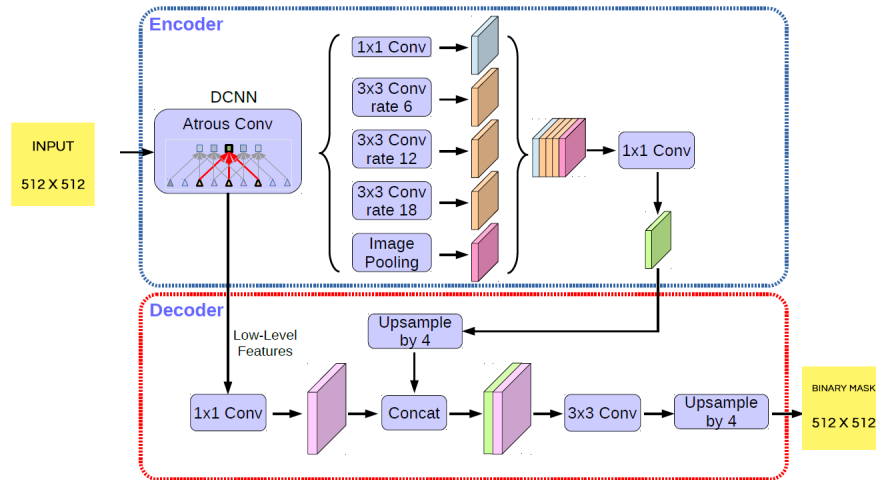 Encoder
DCNN
Atrous Conv
INPUT
512 X 512
1x1 Conv
3x3 Conv
rate 6
3x3 Conv
rate 12
3x3 Conv
rate 18
Image
Pooling
1x1 Conv
Decoder
Low-Level
Features
Upsample
by 4
1x1 Conv
Concat
3x3 Conv
Upsample
by 4
BINARY MASK
512 X 512